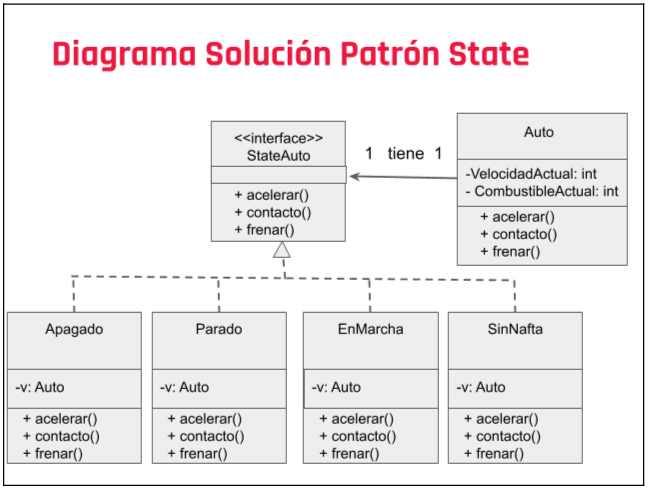 Diagrama Solución Patrón State
<<interface>>
StateAuto
+ acelerar()
+ contacto()
+ frenar()
1 tiene 1
Auto
-VelocidadActual: int
- CombustibleActual: int
+ acelerar()
+ contacto()
+ frenar()
Apagado
-v: Auto
+ acelerar()
+ contacto()
+ frenar()
Parado
-v: Auto
+ acelerar()
+ contacto()
+ frenar()
EnMarcha
-v: Auto
+ acelerar()
+ contacto()
+ frenar()
SinNafta
-v: Auto
+ acelerar()
+ contacto()
+ frenar()